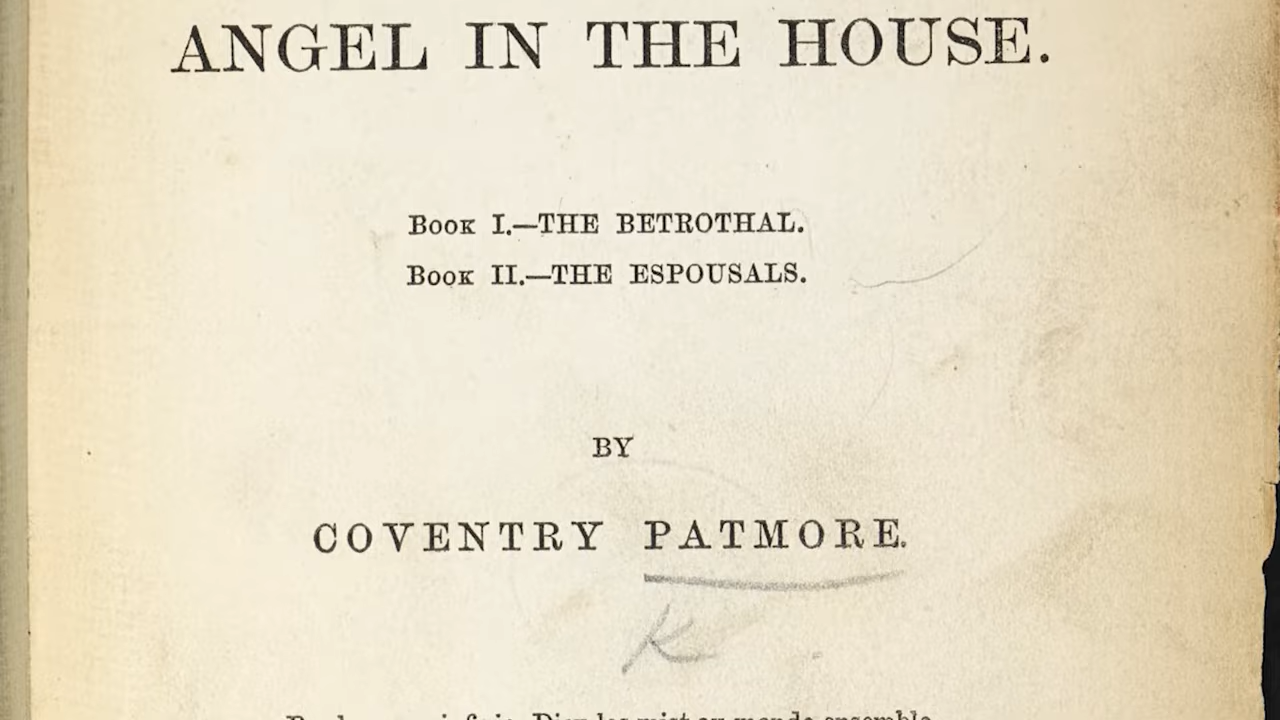 ANGEL IN THE HOUSE.
Book I.—THE BETROTHAL.
Book II.—THE ESPOUSALS.
BY
COVENTRY PATMORE.
K